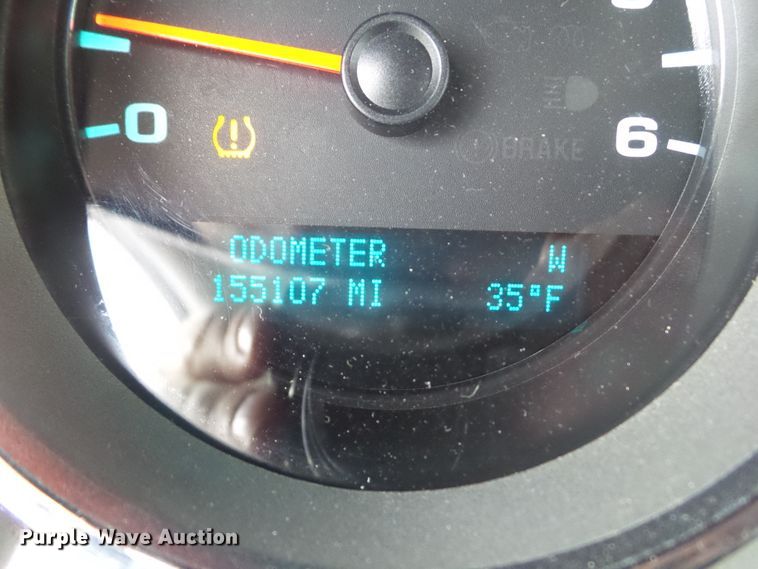 0
6
BRAKE
ODOMETER W
155107 MI 35°F
Purple Wave Auction